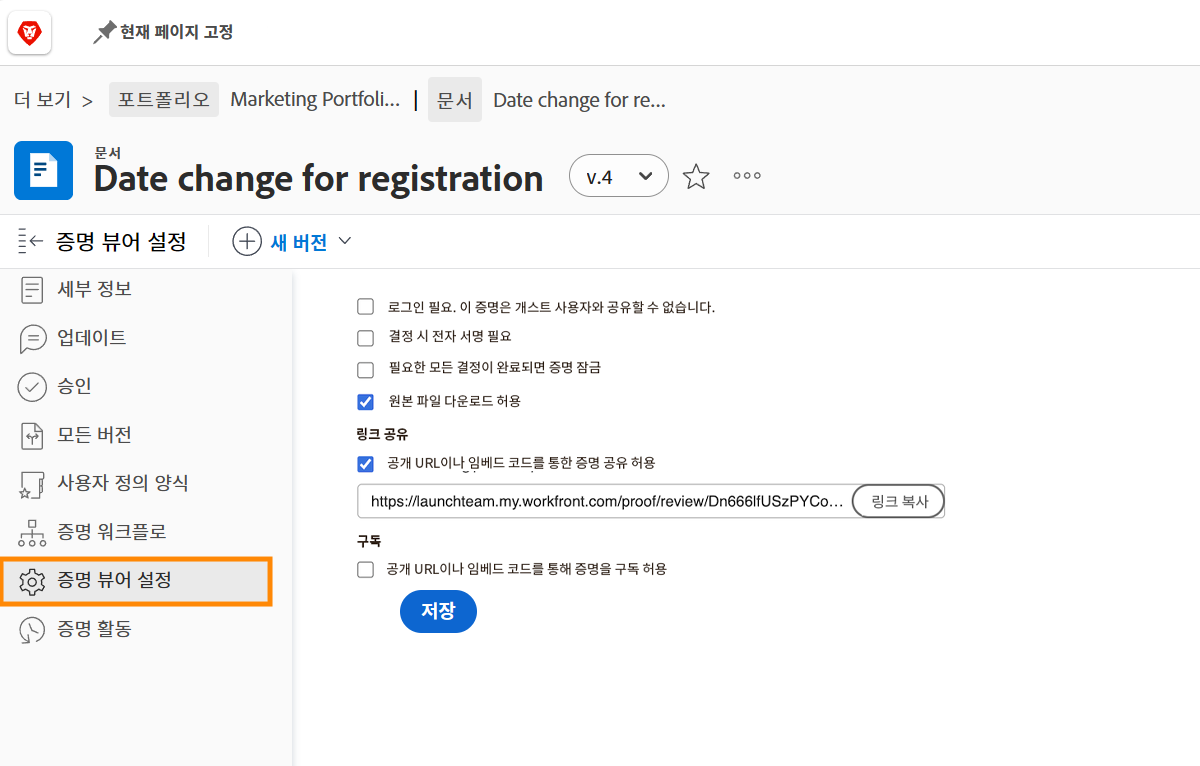 현재 페이지 고정
더 보기 > 포트폴리오 Marketing Portfoli... | 문서 Date change for re...
문서
Date change for registration v.4
증명 뷰어 설정 새 버전
세부 정보
업데이트
승인
모든 버전
사용자 정의 양식
증명 워크플로
증명 뷰어 설정
증명 활동
로그인 필요. 이 증명은 개스트 사용자와 공유할 수 없습니다.
결정 시 전자 서명 필요
필요한 모든 결정이 완료되면 증명 잠금
원본 파일 다운로드 허용
링크 공유
공개 URL이나 임베드 코드를 통한 증명 공유 허용
https://launchteam.my.workfront.com/proof/review/Dn666lfUSzPYCo... 링크 복사
구독
공개 URL이나 임베드 코드를 통해 증명을 구독 허용
저장